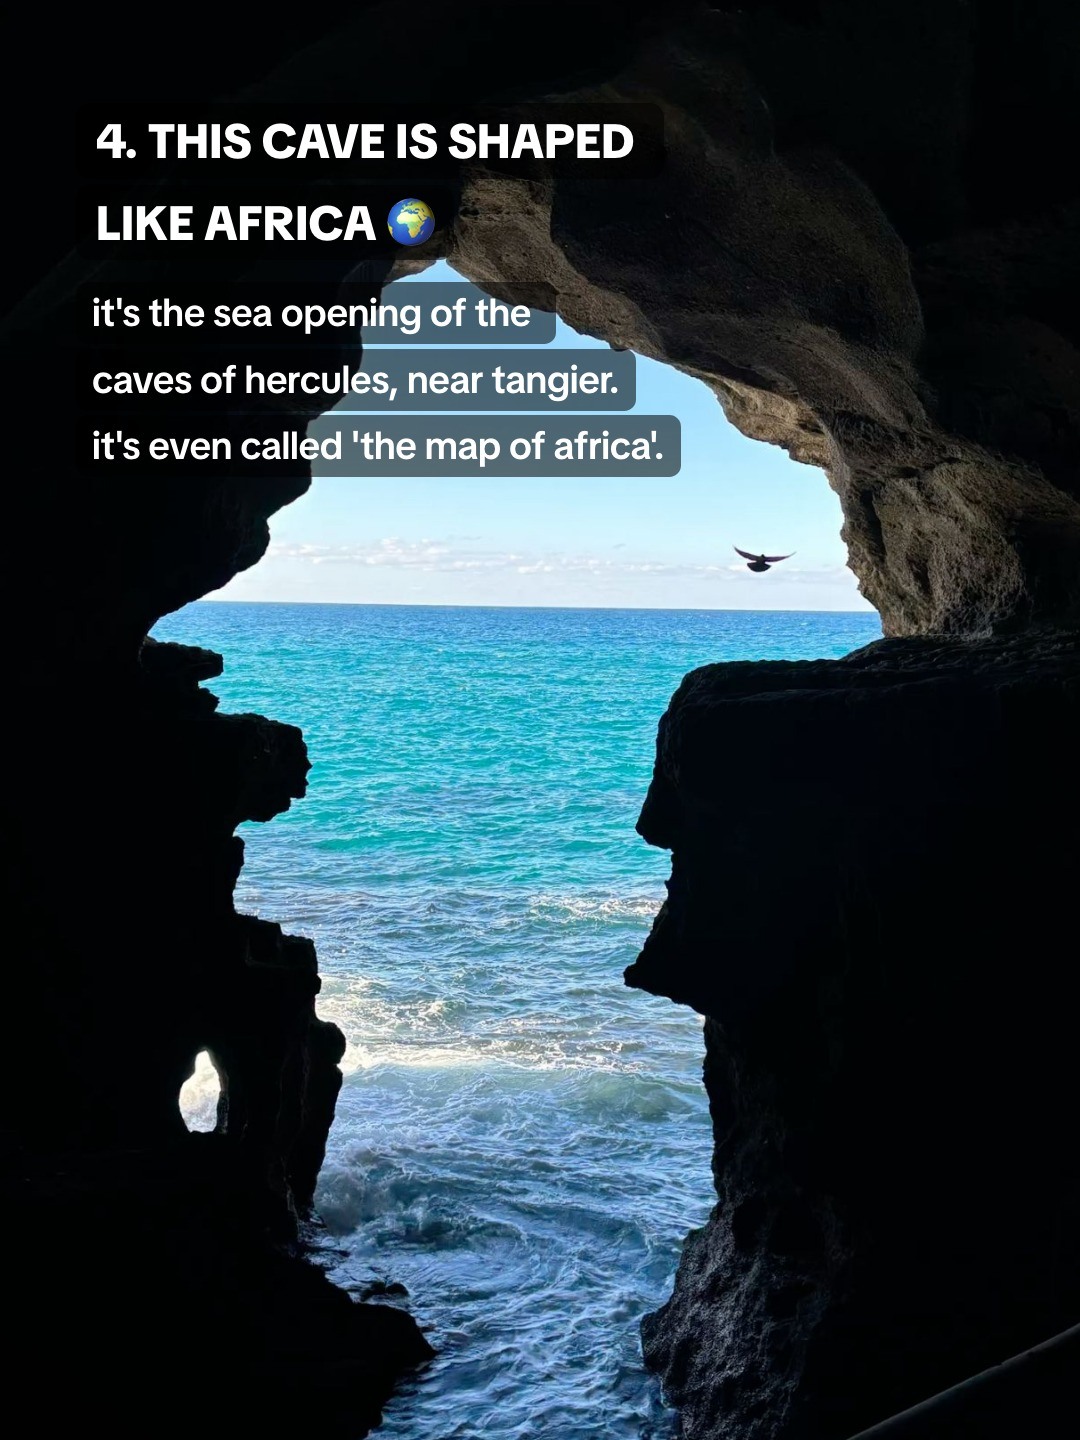 4. THIS CAVE IS SHAPED
LIKE AFRICA 🌍
it's the sea opening of the
caves of hercules, near tangier.
it's even called 'the map of africa'.